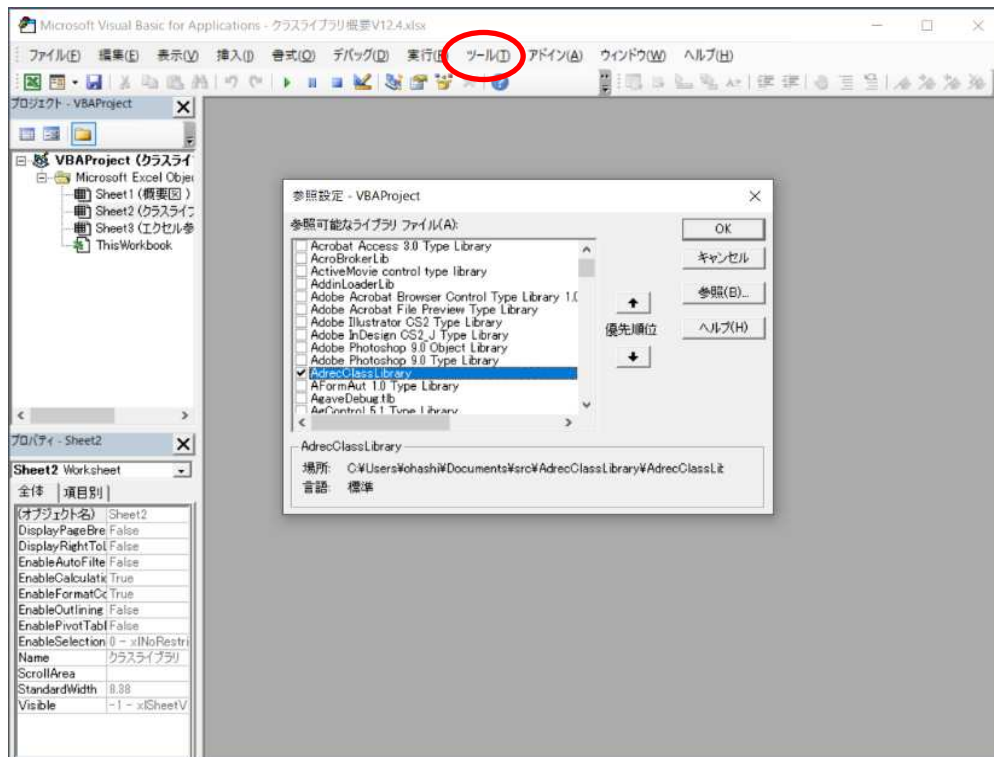 Microsoft Visual Basic for Applications - クラスライブラリ概要V12.4.xlsx
ファイル(F) 編集(E) 表示(V) 挿入(I) 書式(O) デバッグ(D) 実行(R ツール(T) アドイン(A) ウィンドウ(W) ヘルプ(H)
プロジェクト - VBAProject
VBAProject (クラスライ
Microsoft Excel Obje
Sheet1 (概要図 )
Sheet2 (クラスライブ
Sheet3 (エクセル参
ThisWorkbook
参照設定 - VBAProject
参照可能なライブラリ ファイル(A):
Acrobat Access 3.0 Type Library
AcroBrokerLib
ActiveMovie control type library
AddinLoaderLib
Adobe Acrobat Browser Control Type Library 1.0
Adobe Acrobat File Preview Type Library
Adobe Illustrator CS2 Type Library
Adobe InDesign CS2_J Type Library
Adobe Photoshop 9.0 Object Library
Adobe Photoshop 9.0 Type Library
AdrecClassLibrary
AFormAut 1.0 Type Library
AgaveDebug.tlb
AgControl 5.1 Type Library
OK
キャンセル
参照(B)...
優先順位
ヘルプ(H)
AdrecClassLibrary
場所: C:¥Users¥ohashi¥Documents¥src¥AdrecClassLibrary¥AdrecClassLit
言語: 標準
プロパティ - Sheet2
Sheet2 Worksheet
全体 項目別
(オブジェクト名) Sheet2
DisplayPageBre False
DisplayRightToL False
EnableAutoFilte False
EnableCalculatic True
EnableFormatCc True
EnableOutlining False
EnablePivotTabl False
EnableSelection 0 - xlNoRestri
Name クラスライブラリ
ScrollArea
StandardWidth 8.38
Visible -1 - xlSheetV